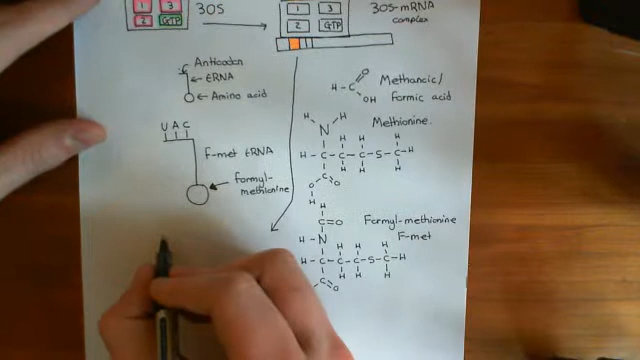 1 3
2 GTP
30S
1 3
2 GTP
30S-mRNA
complex
Anticodon
tRNA
Amino acid
UAC
F-met tRNA
Formyl-
methionine
Methanoic/
Formic acid
H-C
O
OH
Methionine.
H H
N
H H H
H-C-C-C-S-C-H
H H H
C
O O
H
H
C=O
Formyl-methionine
F-met
H-N
H H H
H-C-C-C-S-C-H
H H H
C
O